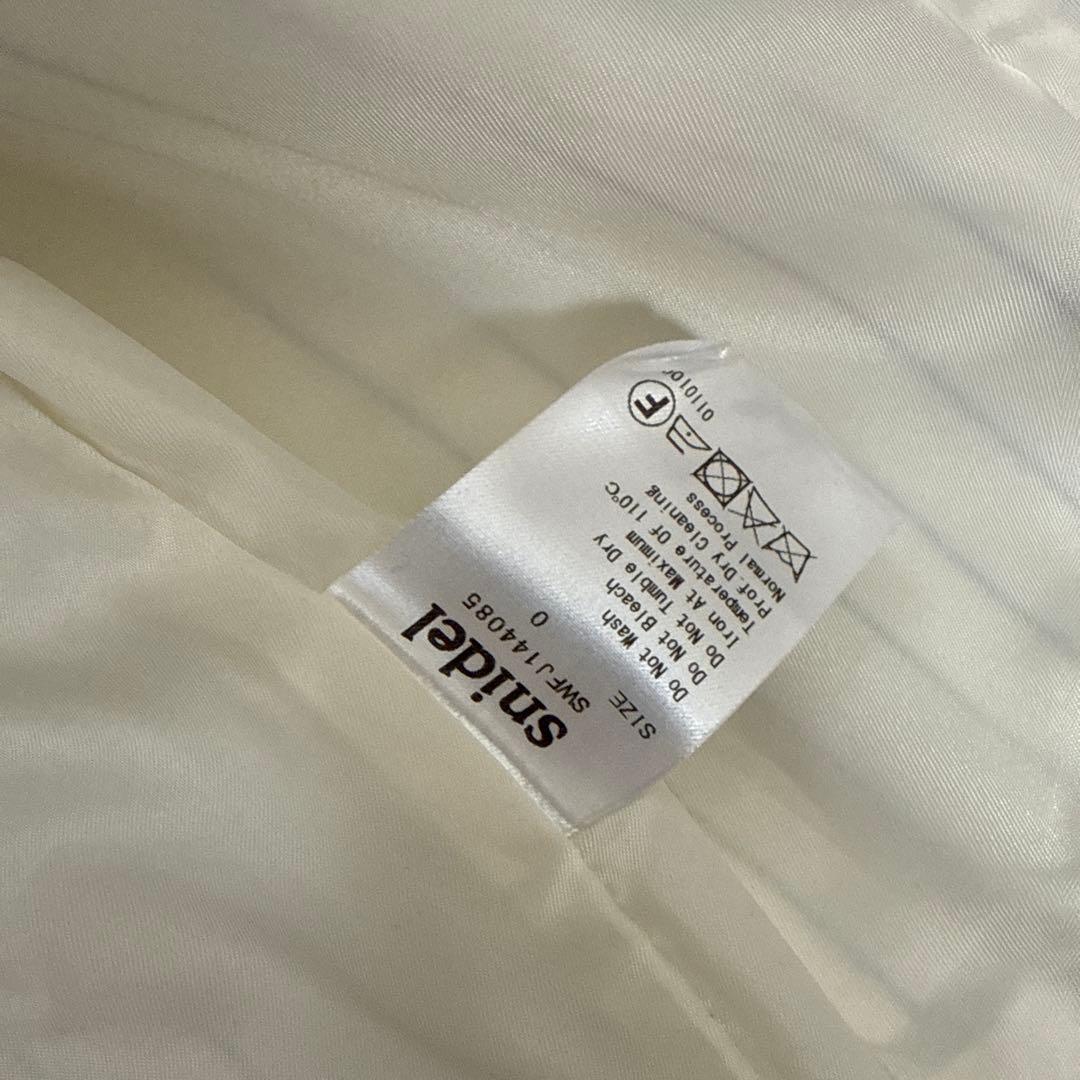 snidel
SWFJ144085
SIZE 0
Do Not Wash
Do Not Bleach
Do Not Tumble Dry
Iron At Maximum
Temperature Of 110℃
Prof. Dry Cleaning
Normal Process
F